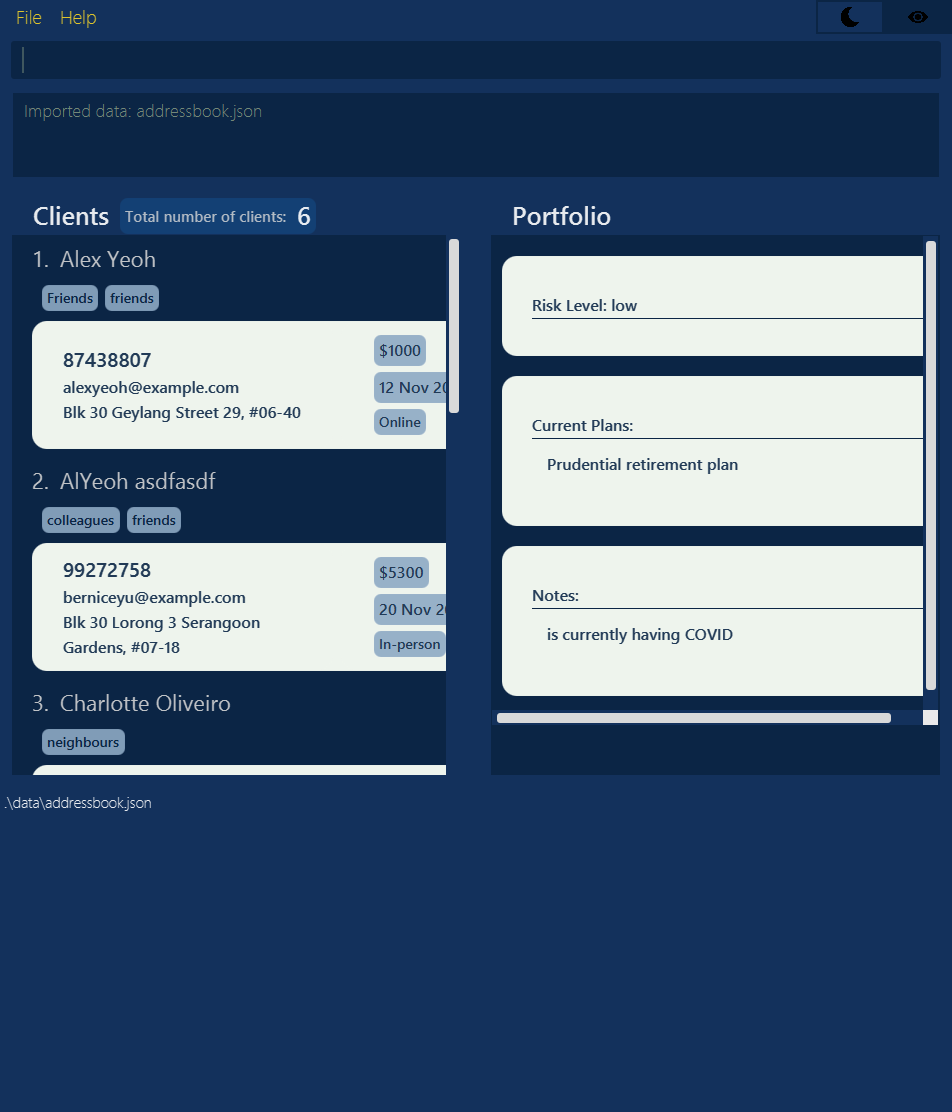 File Help
Imported data: addressbook.json
Clients Total number of clients: 6
1. Alex Yeoh
Friends friends
87438807
alexyeoh@example.com
Blk 30 Geylang Street 29, #06-40
$1000
12 Nov 20
Online
2. AlYeoh asdfasdf
colleagues friends
99272758
berniceyu@example.com
Blk 30 Lorong 3 Serangoon
Gardens, #07-18
$5300
20 Nov 20
In-person
3. Charlotte Oliveiro
neighbours
Portfolio
Risk Level: low
Current Plans:
Prudential retirement plan
Notes:
is currently having COVID
.\data\addressbook.json